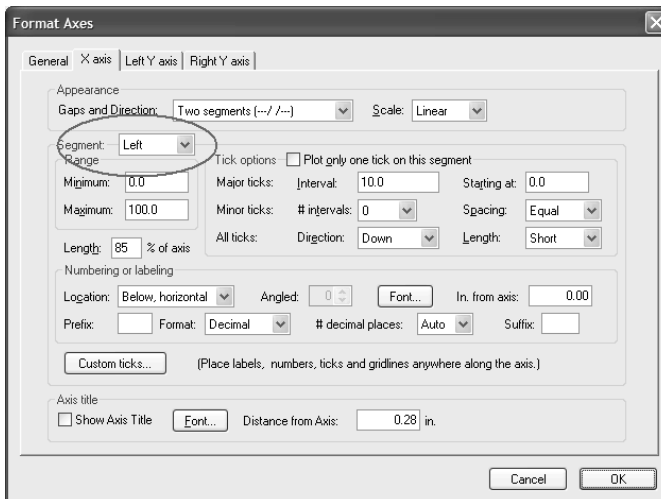 Format Axes
General X axis Left Y axis Right Y axis
Appearance
Gaps and Direction: Two segments (---/ /---) Scale: Linear
Segment: Left
Range
Minimum: 0.0
Maximum: 100.0
Length: 85 % of axis
Tick options Plot only one tick on this segment
Major ticks: Interval: 10.0 Starting at: 0.0
Minor ticks: # intervals: 0 Spacing: Equal
All ticks: Direction: Down Length: Short
Numbering or labeling
Location: Below, horizontal Angled: 0 Font... In. from axis: 0.00
Prefix: Format: Decimal # decimal places: Auto Suffix:
Custom ticks... (Place labels, numbers, ticks and gridlines anywhere along the axis.)
Axis title
Show Axis Title Font... Distance from Axis: 0.28 in.
Cancel OK